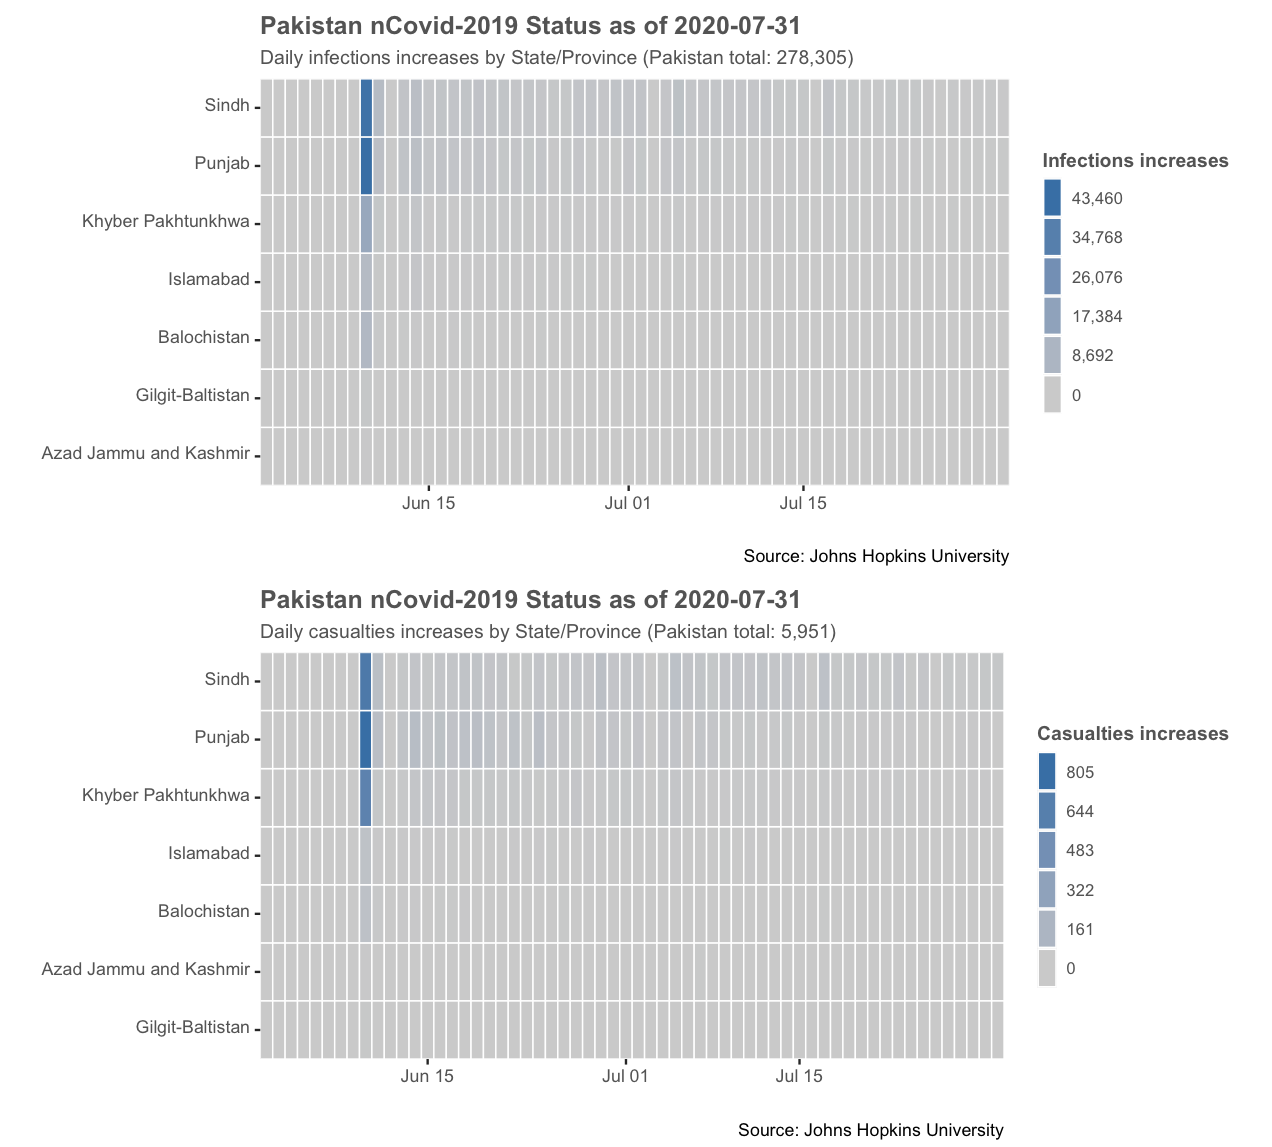 Pakistan nCovid-2019 Status as of 2020-07-31
Daily infections increases by State/Province (Pakistan total: 278,305)
Sindh
Punjab
Khyber Pakhtunkhwa
Islamabad
Balochistan
Gilgit-Baltistan
Azad Jammu and Kashmir
Jun 15
Jul 01
Jul 15
Infections increases
43,460
34,768
26,076
17,384
8,692
0
Source: Johns Hopkins University
Pakistan nCovid-2019 Status as of 2020-07-31
Daily casualties increases by State/Province (Pakistan total: 5,951)
Sindh
Punjab
Khyber Pakhtunkhwa
Islamabad
Balochistan
Azad Jammu and Kashmir
Gilgit-Baltistan
Jun 15
Jul 01
Jul 15
Casualties increases
805
644
483
322
161
0
Source: Johns Hopkins University